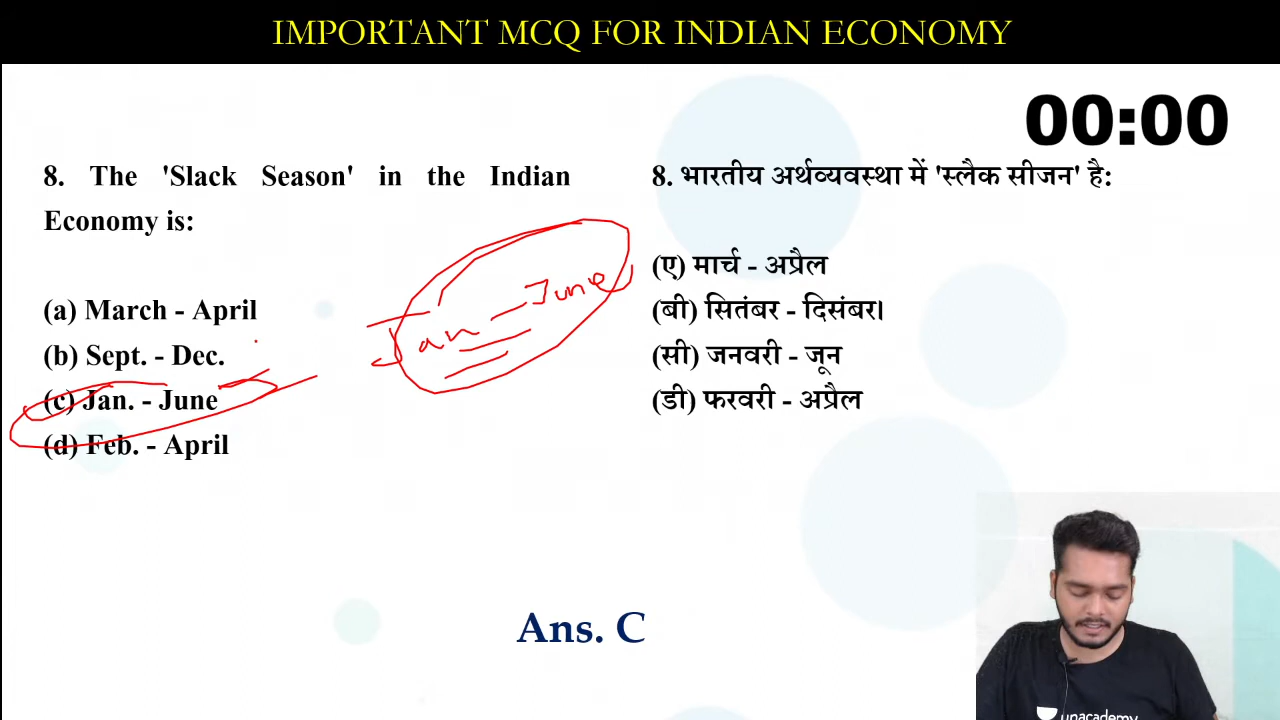 IMPORTANT MCQ FOR INDIAN ECONOMY
00:00
8. The 'Slack Season' in the Indian
Economy is:
(a) March - April
(b) Sept. - Dec.
(c) Jan. - June
(d) Feb. - April
Jan - June
8. भारतीय अर्थव्यवस्था में 'स्लैक सीजन' है:
(ए) मार्च - अप्रैल
(बी) सितंबर - दिसंबर।
(सी) जनवरी - जून
(डी) फरवरी - अप्रैल
Ans. C
unacademy